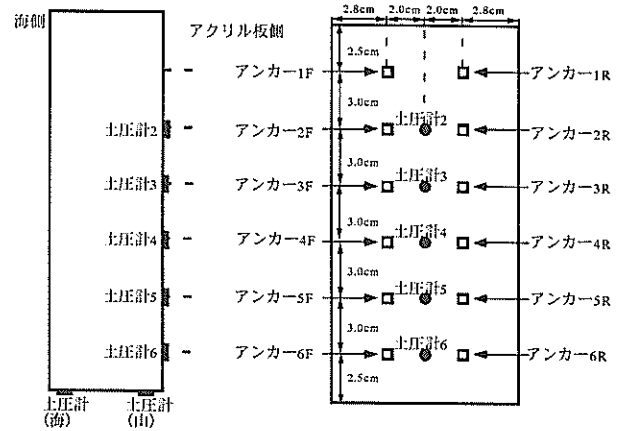 海側
アクリル板側
2.8cm 2.0cm 2.0cm 2.8cm
2.5cm
アンカー1F
アンカー1R
3.0cm
土圧計2
アンカー2F
土圧計2
アンカー2R
3.0cm
土圧計3
アンカー3F
土圧計3
アンカー3R
3.0cm
土圧計4
アンカー4F
土圧計4
アンカー4R
3.0cm
土圧計5
アンカー5F
土圧計5
アンカー5R
3.0cm
土圧計6
アンカー6F
土圧計6
アンカー6R
2.5cm
土圧計
(海)
土圧計
(山)